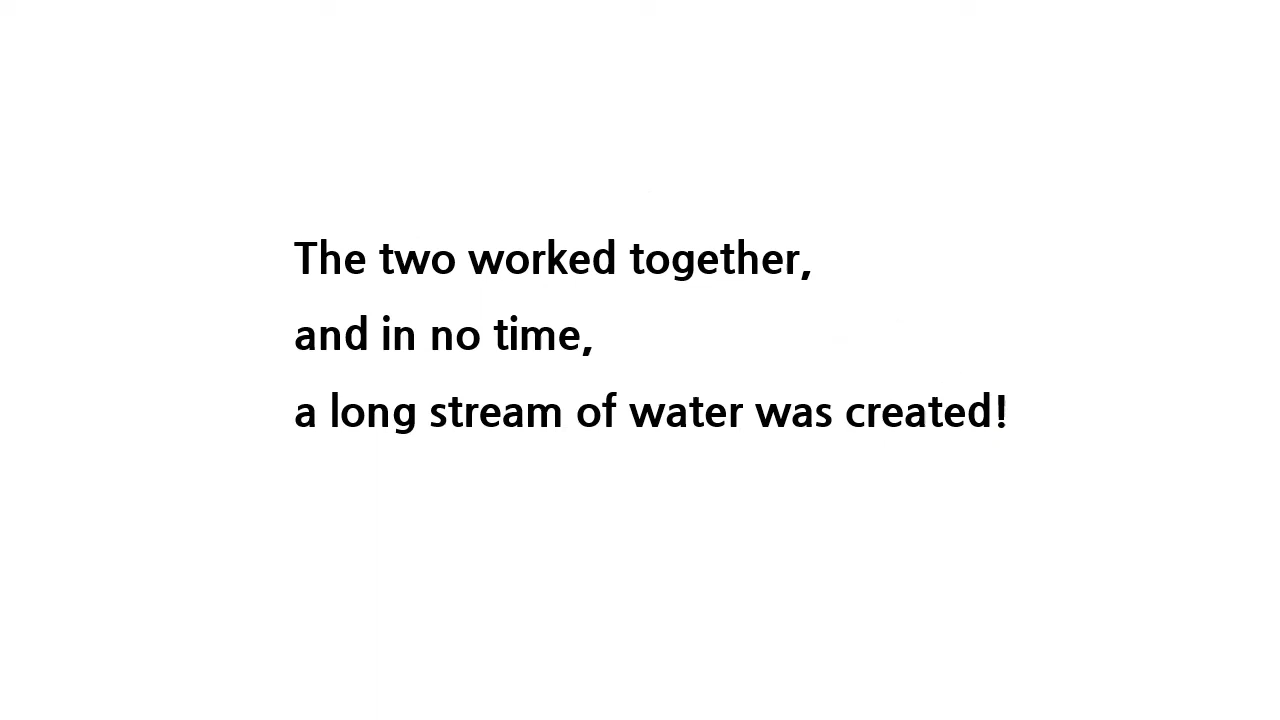 The two worked together,
and in no time,
a long stream of water was created!